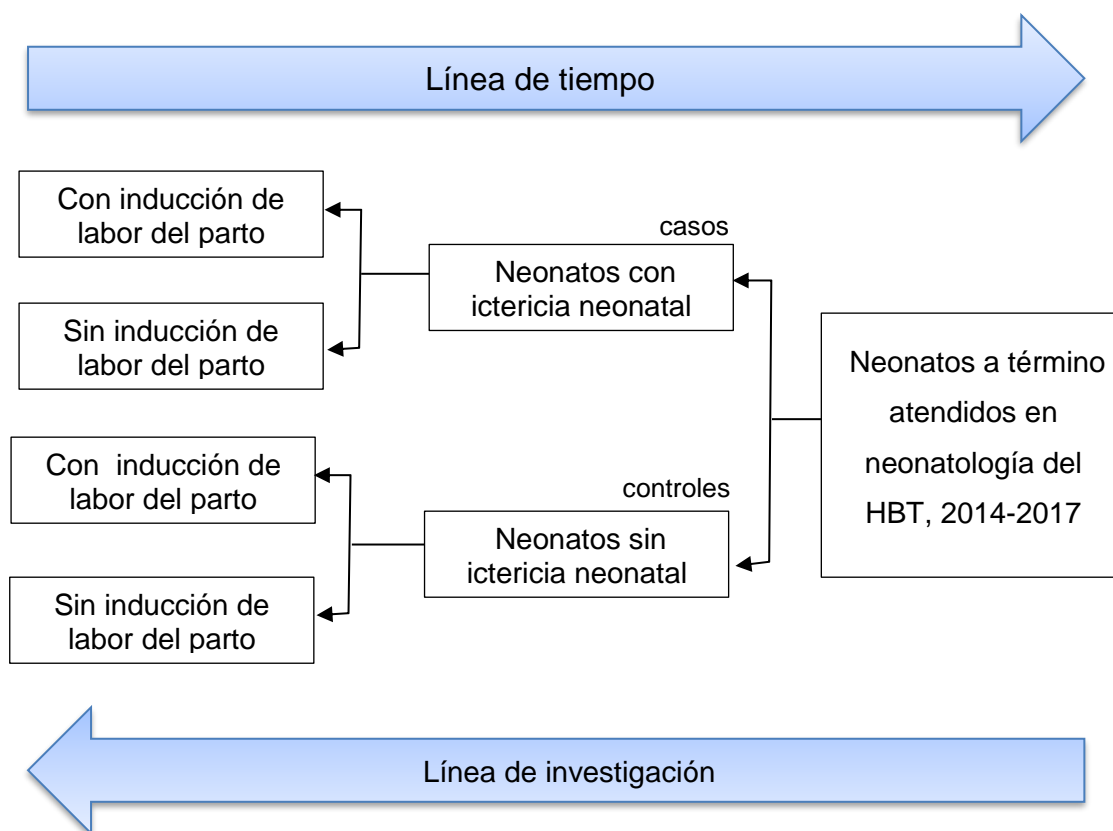 Línea de tiempo
Con inducción de
labor del parto
Sin inducción de
labor del parto
casos
Neonatos con
ictericia neonatal
Neonatos a término
atendidos en
neonatología del
HBT, 2014-2017
Con inducción de
labor del parto
Sin inducción de
labor del parto
controles
Neonatos sin
ictericia neonatal
Línea de investigación